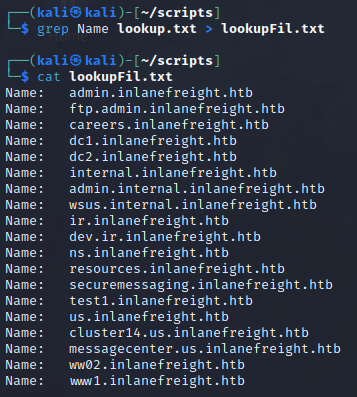 ┌──(kali㉿kali)-[~/scripts]
└─$ grep Name lookup.txt > lookupFil.txt
┌──(kali㉿kali)-[~/scripts]
└─$ cat lookupFil.txt
Name:   admin.inlanefreight.htb
Name:   ftp.admin.inlanefreight.htb
Name:   careers.inlanefreight.htb
Name:   dc1.inlanefreight.htb
Name:   dc2.inlanefreight.htb
Name:   internal.inlanefreight.htb
Name:   admin.internal.inlanefreight.htb
Name:   wsus.internal.inlanefreight.htb
Name:   ir.inlanefreight.htb
Name:   dev.ir.inlanefreight.htb
Name:   ns.inlanefreight.htb
Name:   resources.inlanefreight.htb
Name:   securemessaging.inlanefreight.htb
Name:   test1.inlanefreight.htb
Name:   us.inlanefreight.htb
Name:   cluster14.us.inlanefreight.htb
Name:   messagecenter.us.inlanefreight.htb
Name:   ww02.inlanefreight.htb
Name:   www1.inlanefreight.htb